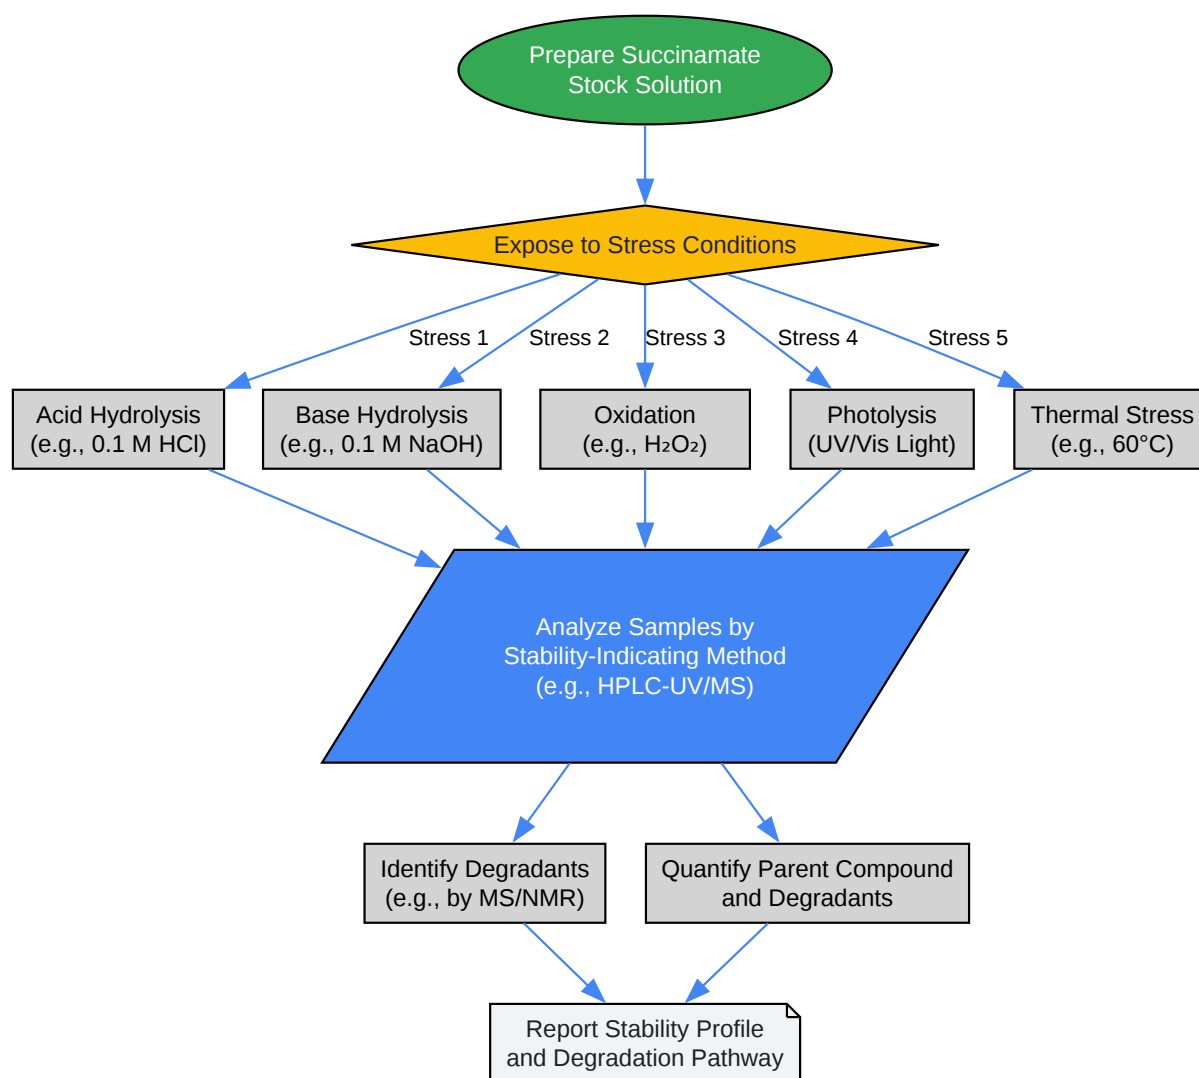 Prepare Succinamate
Stock Solution
Expose to Stress Conditions
Stress 1
Stress 2
Stress 3
Stress 4
Stress 5
Acid Hydrolysis
(e.g., 0.1 M HCl)
Base Hydrolysis
(e.g., 0.1 M NaOH)
Oxidation
(e.g., H₂O₂)
Photolysis
(UV/Vis Light)
Thermal Stress
(e.g., 60°C)
Analyze Samples by
Stability-Indicating Method
(e.g., HPLC-UV/MS)
Identify Degradants
(e.g., by MS/NMR)
Quantify Parent Compound
and Degradants
Report Stability Profile
and Degradation Pathway